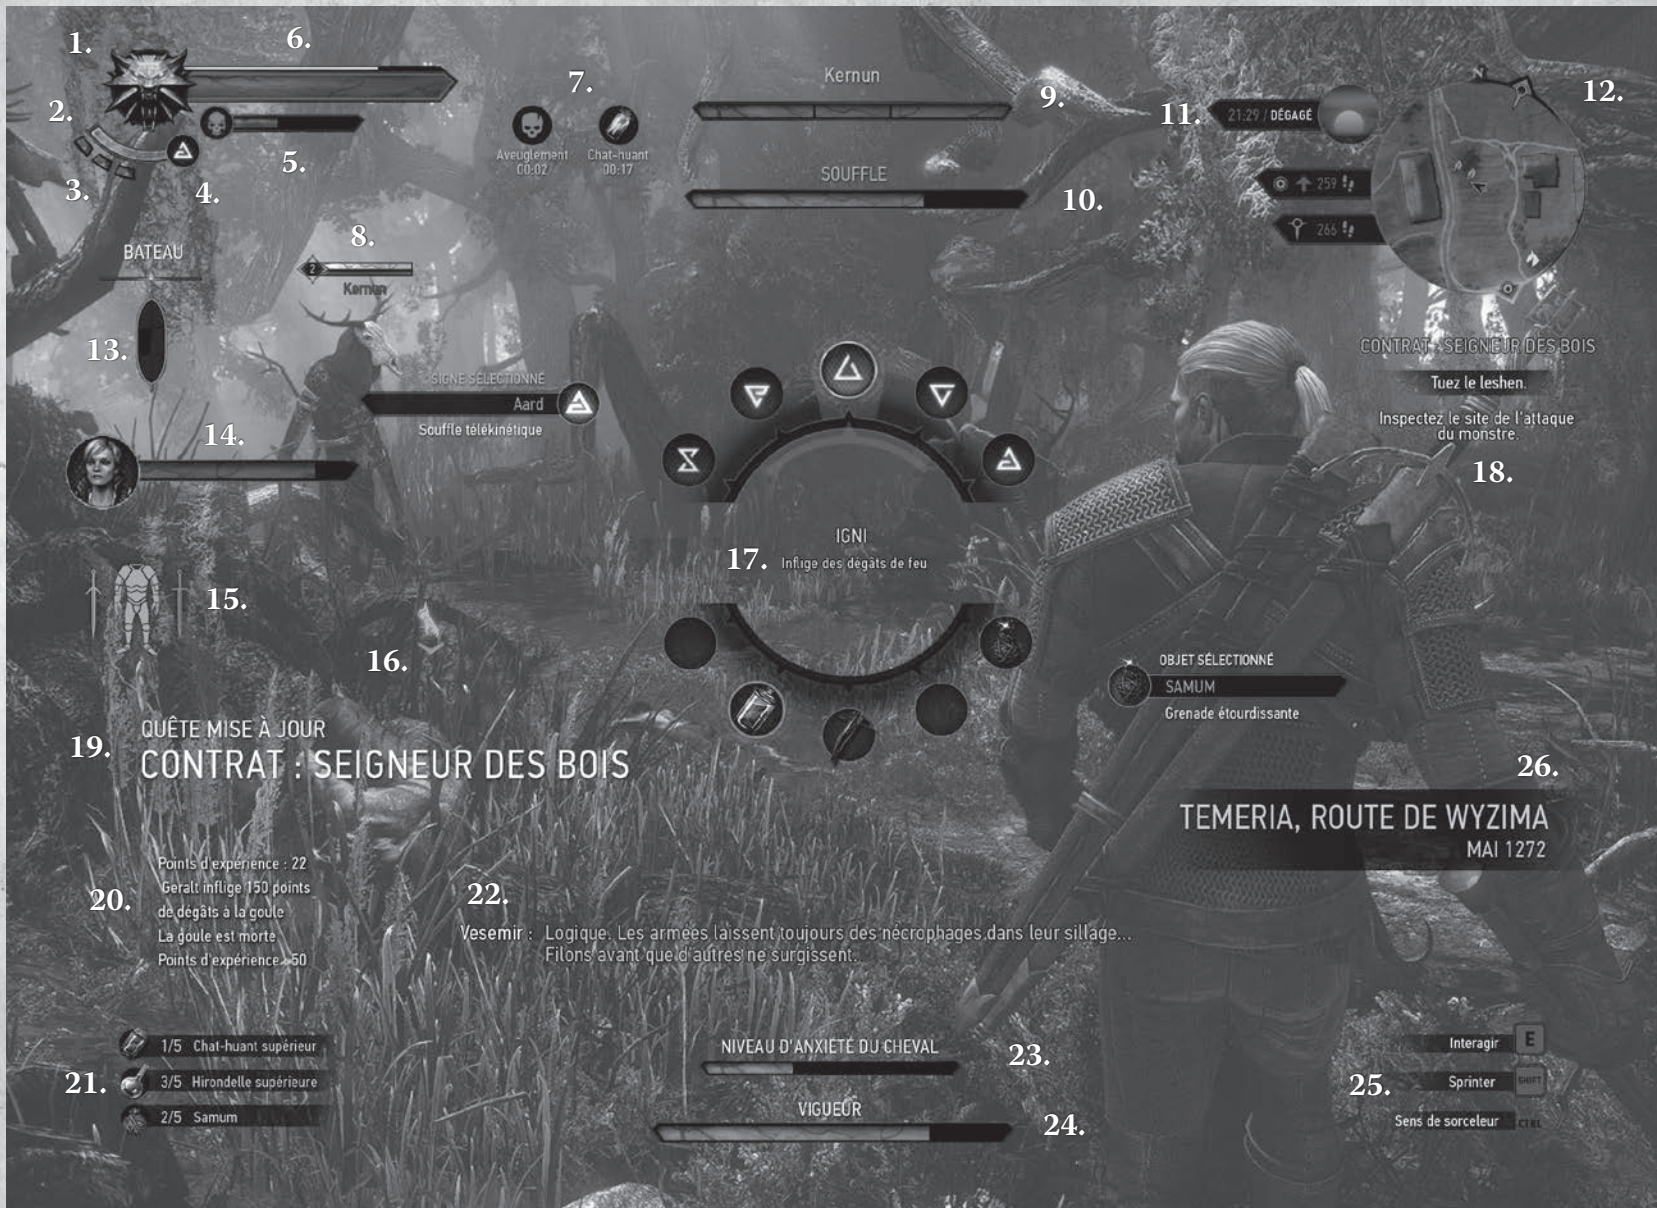 1.
6.
7.
Kernun
9.
12.
2.
11.
21:29 / DÉGAGÉ
Aveuglement
00:02
Chat-huant
00:17
5.
SOUFFLE
259
3.
4.
10.
N
266
BATEAU
8.
2
Kernun
13.
CONTRAT : SEIGNEUR DES BOIS
Tuez le leshen.
Inspectez le site de l'attaque
du monstre.
18.
SIGNE SÉLECTIONNÉ
Aard
Souffle télékinétique
14.
IGNI
17.
Inflige des dégâts de feu
15.
16.
OBJET SÉLECTIONNÉ
SAMUM
Grenade étourdissante
19.
QUÊTE MISE À JOUR
CONTRAT : SEIGNEUR DES BOIS
26.
TEMERIA, ROUTE DE WYZIMA
MAI 1272
20.
Points d'expérience : 22
Geralt inflige 150 points
de dégâts à la goule
La goule est morte
Points d'expérience : 50
22.
Vesemir : Logique. Les armées laissent toujours des nécrophages dans leur sillage...
Filons avant que d'autres ne surgissent.
21.
1/5 Chat-huant supérieur
3/5 Hirondelle supérieure
2/5 Samum
NIVEAU D'ANXIÉTÉ DU CHEVAL
23.
VIGUEUR
24.
25.
Interagir E
Sprinter SHIFT
Sens de sorceleur CTRL